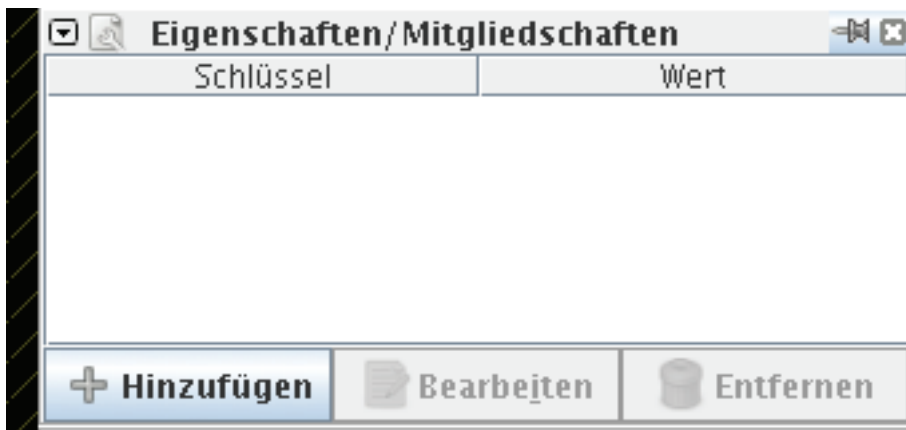 Eigenschaften/Mitgliedschaften
Schlüssel Wert
Hinzufügen Bearbeiten Entfernen